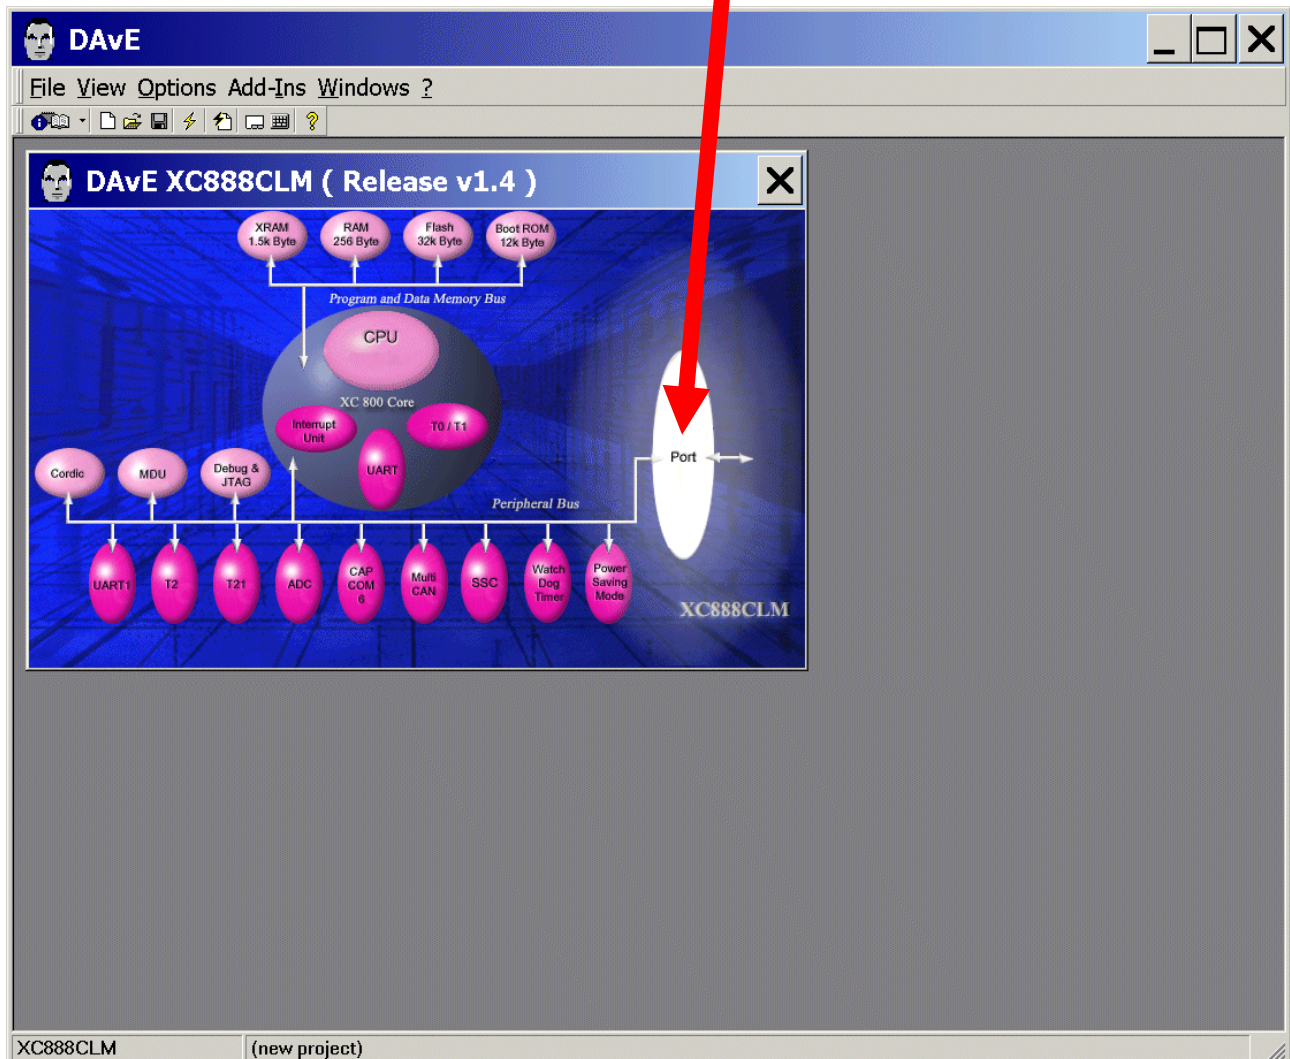 DAvE
File View Options Add-Ins Windows ?
DAvE XC888CLM ( Release v1.4 )
XRAM
1.5k Byte
RAM
256 Byte
Flash
32k Byte
Boot ROM
12k Byte
Program and Data Memory Bus
CPU
XC 800 Core
Interrupt
Unit
T0 / T1
UART
Cordic
MDU
Debug &
JTAG
Port
Peripheral Bus
UART1
T2
T21
ADC
CAP
COM
6
Multi
CAN
SSC
Watch
Dog
Timer
Power
Saving
Mode
XC888CLM
XC888CLM
(new project)